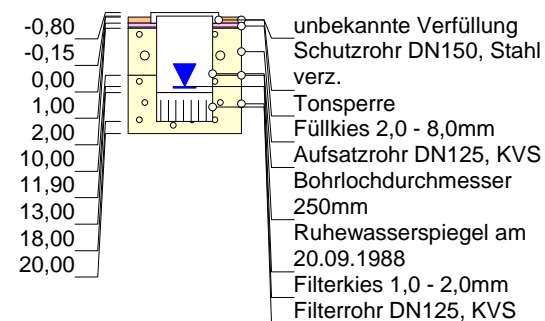 -0,80
-0,15
0,00
1,00
2,00
10,00
11,90
13,00
18,00
20,00
unbekannte Verfüllung
Schutzrohr DN150, Stahl
verz.
Tonsperre
Füllkies 2,0 - 8,0mm
Aufsatzrohr DN125, KVS
Bohrlochdurchmesser
250mm
Ruhewasserspiegel am
20.09.1988
Filterkies 1,0 - 2,0mm
Filterrohr DN125, KVS